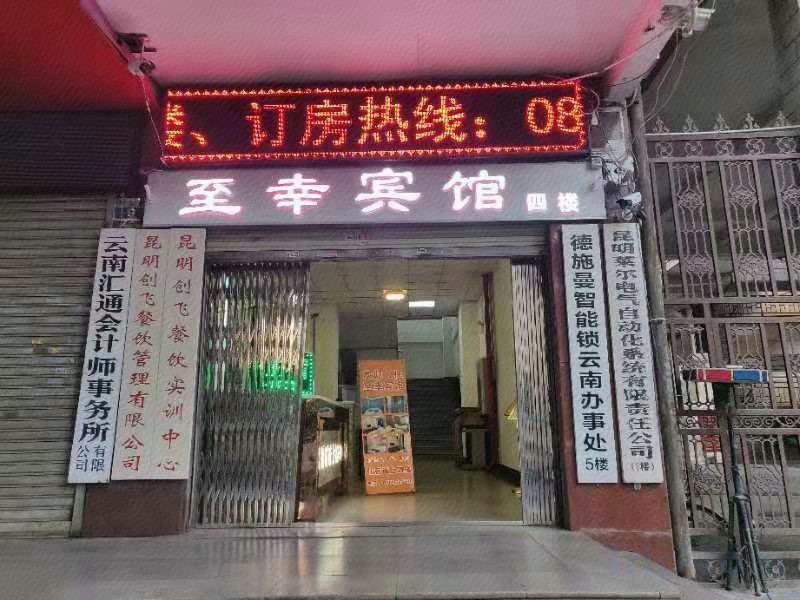 、订房热线：08
至幸宾馆 四楼
云南汇通会计师事务所有限公司
昆明创飞餐饮管理有限公司
昆明创飞餐饮实训中心
德施曼智能锁云南办事处 5楼
昆明莱尔电气自动化系统有限责任公司